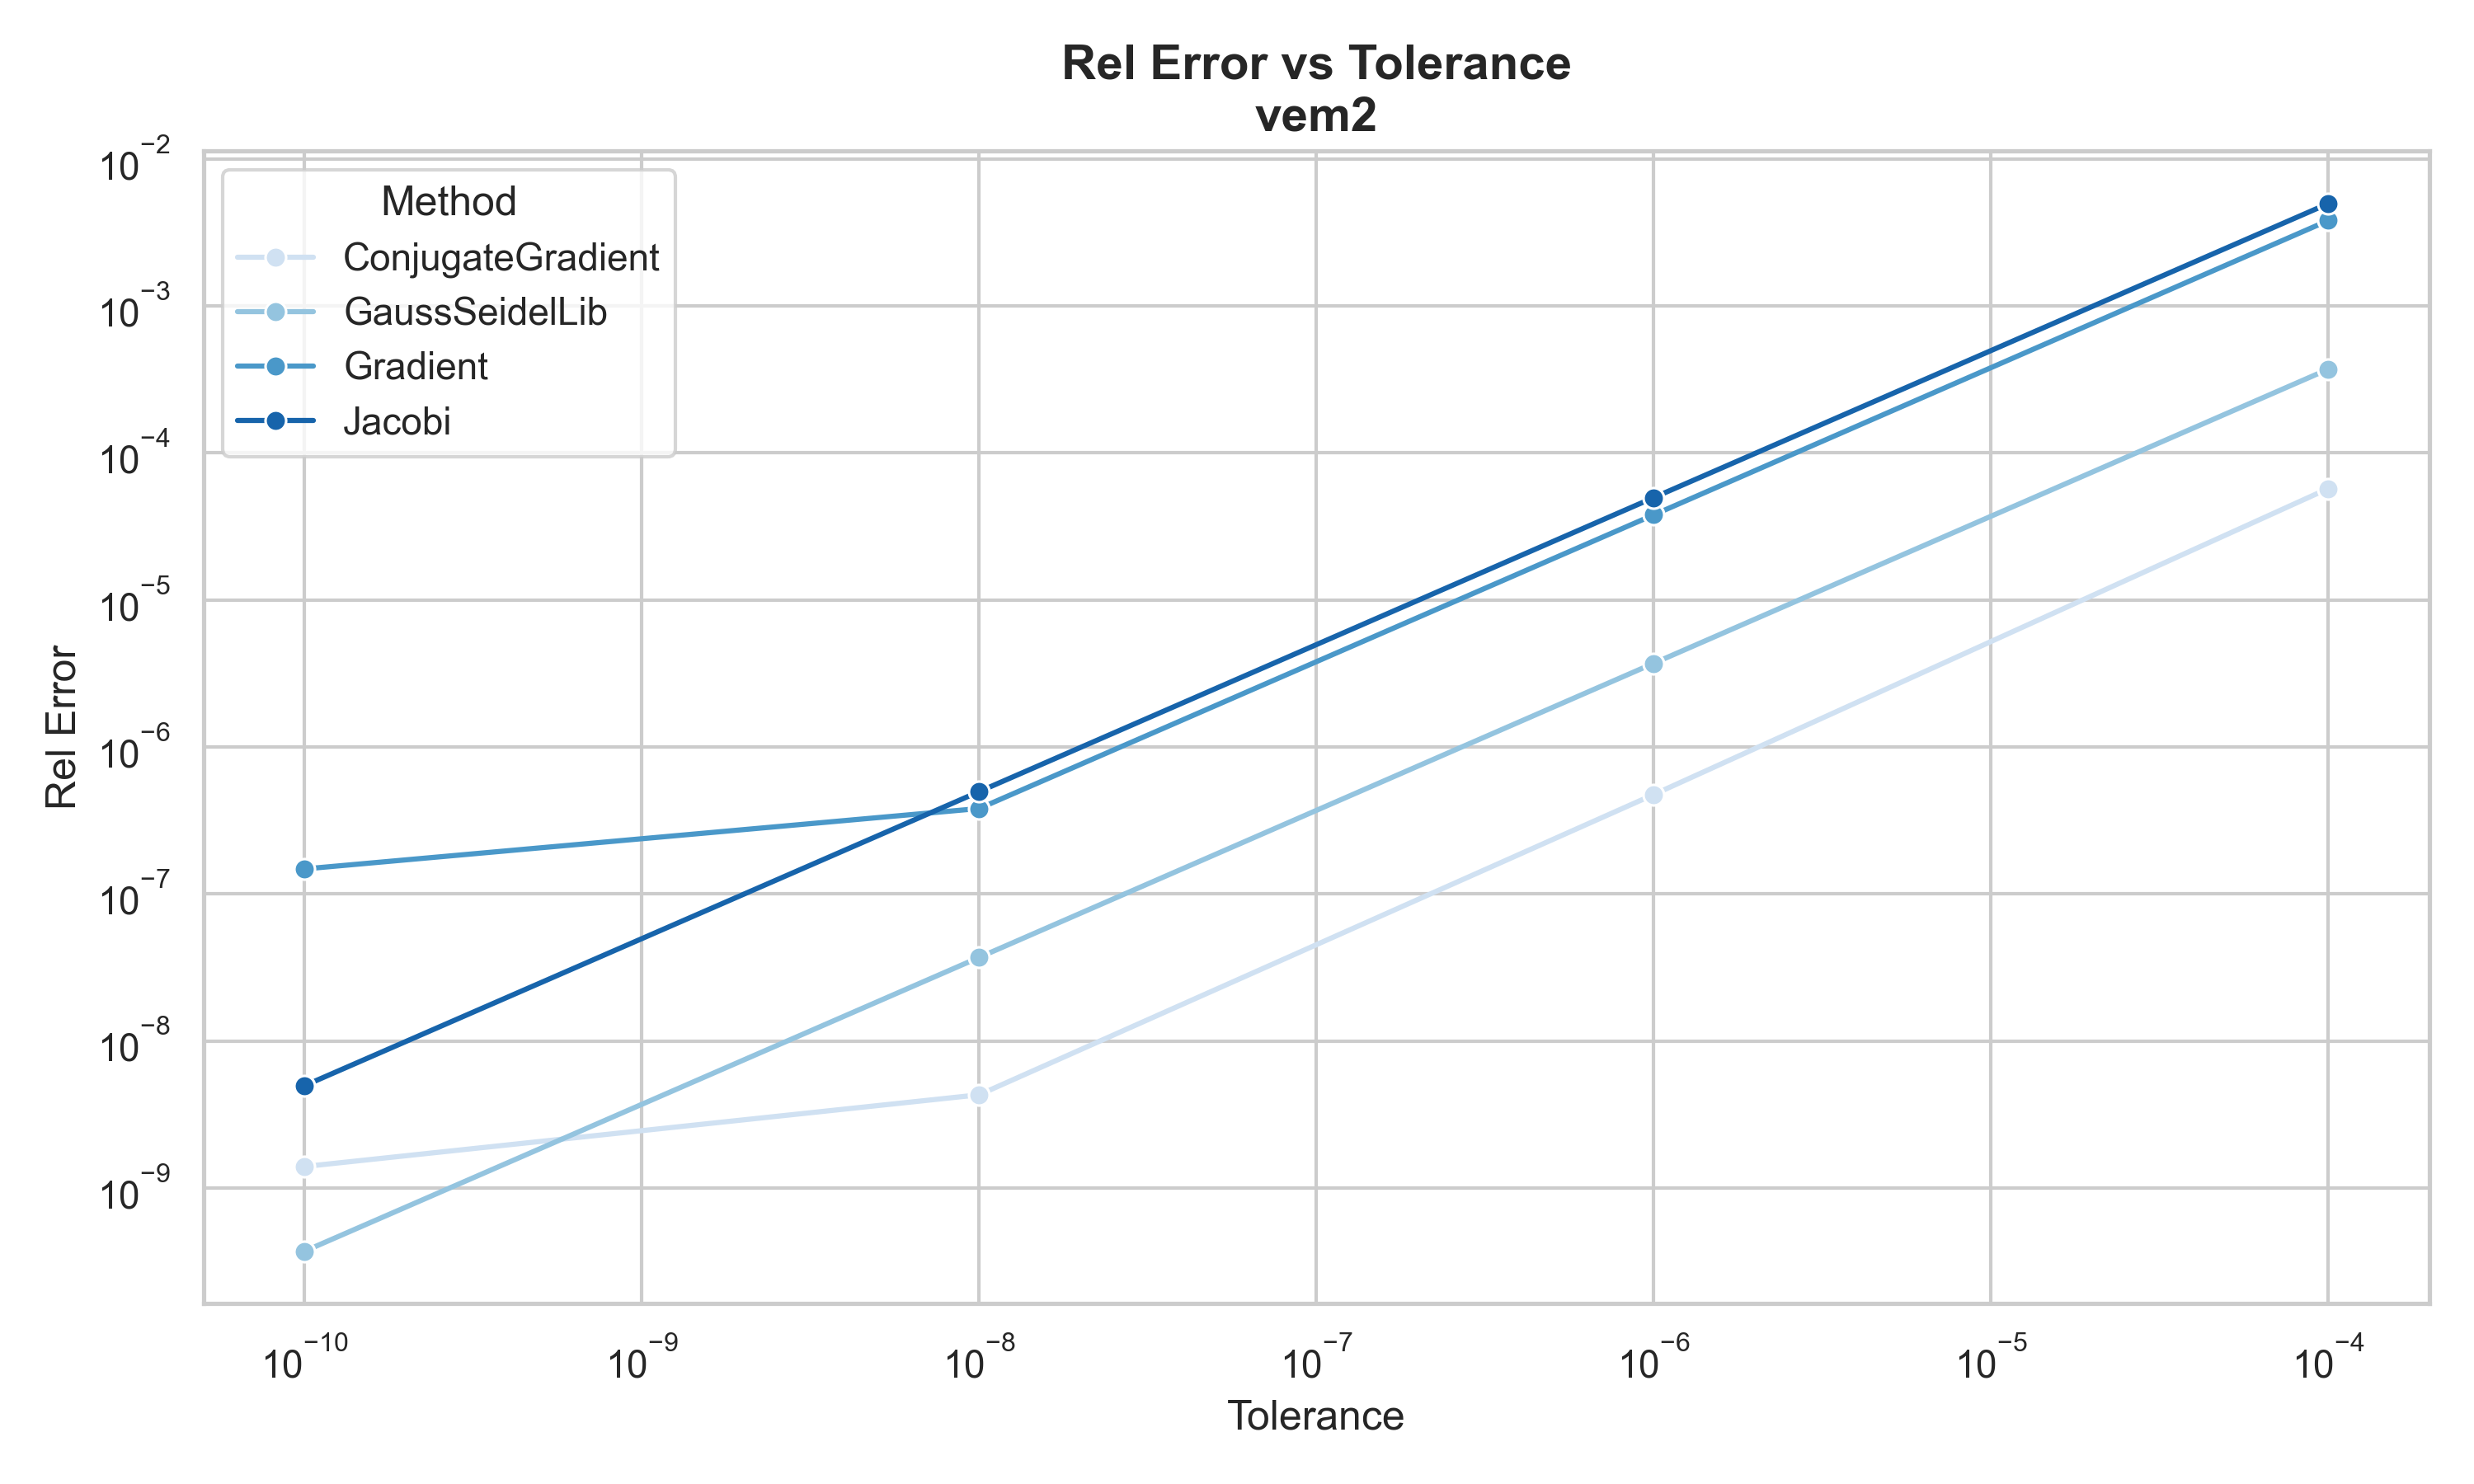 Rel Error vs Tolerance
vem2
Method
ConjugateGradient
GaussSeidelLib
Gradient
Jacobi
Rel Error
10⁻²
10⁻³
10⁻⁴
10⁻⁵
10⁻⁶
10⁻⁷
10⁻⁸
10⁻⁹
10⁻¹⁰ 10⁻⁹ 10⁻⁸ 10⁻⁷ 10⁻⁶ 10⁻⁵ 10⁻⁴
Tolerance